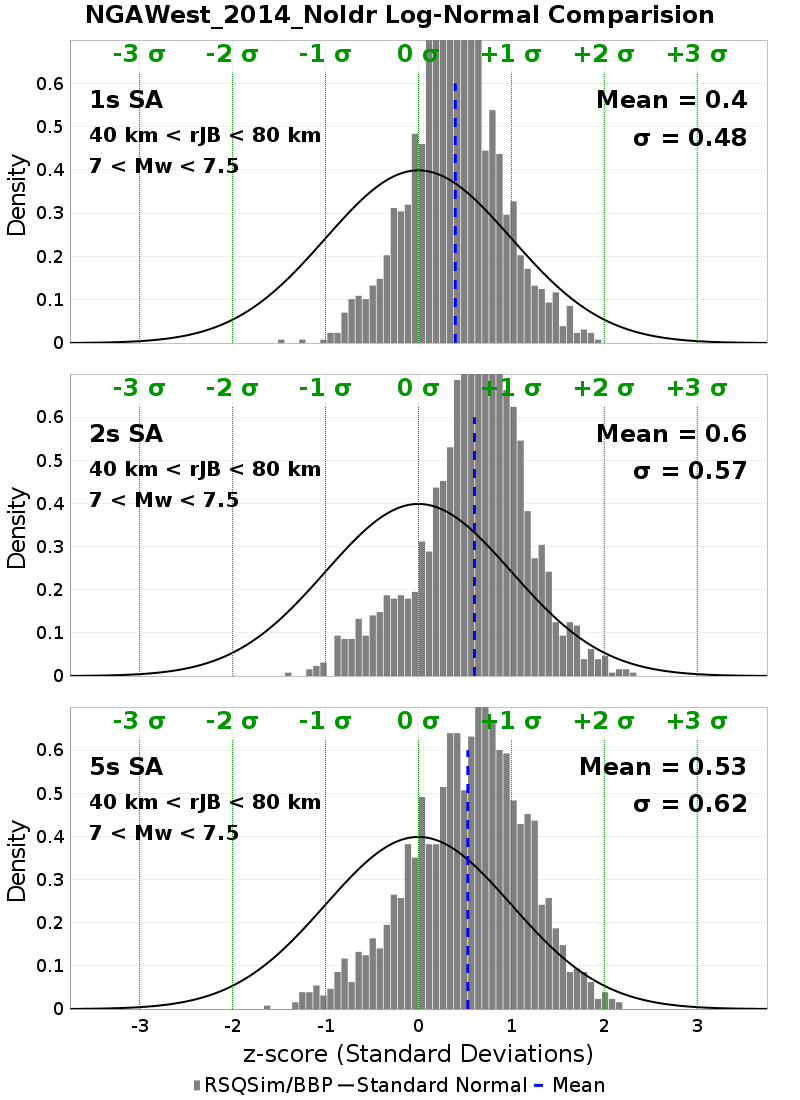 NGAWest_2014_NoIdr Log-Normal Comparision
-3 σ -2 σ -1 σ 0 σ +1 σ +2 σ +3 σ
1s SA
Mean = 0.4
40 km < rJB < 80 km
σ = 0.48
7 < Mw < 7.5
Density
0.6
0.5
0.4
0.3
0.2
0.1
0
-3 σ -2 σ -1 σ 0 σ +1 σ +2 σ +3 σ
2s SA
Mean = 0.6
40 km < rJB < 80 km
σ = 0.57
7 < Mw < 7.5
Density
0.6
0.5
0.4
0.3
0.2
0.1
0
-3 σ -2 σ -1 σ 0 σ +1 σ +2 σ +3 σ
5s SA
Mean = 0.53
40 km < rJB < 80 km
σ = 0.62
7 < Mw < 7.5
Density
0.6
0.5
0.4
0.3
0.2
0.1
0
-3 -2 -1 0 1 2 3
z-score (Standard Deviations)
RSQSim/BBP Standard Normal Mean